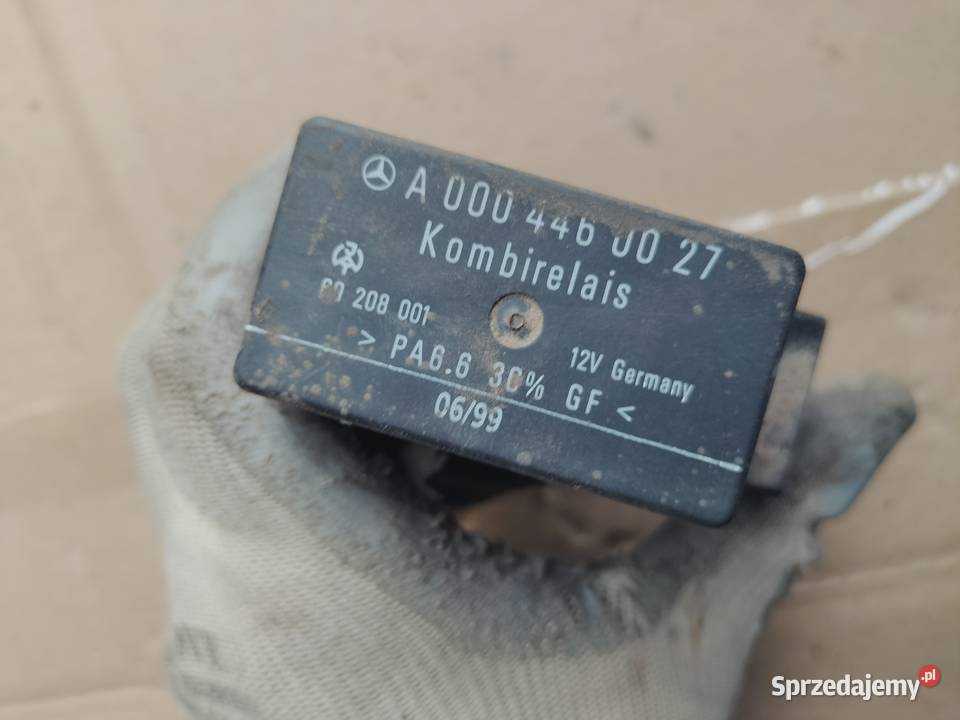 A 000 446 00 27
Kombirelais
60 208 001
12V Germany
> PA6.6 30% GF <
06/99
Sprzedajemy.pl